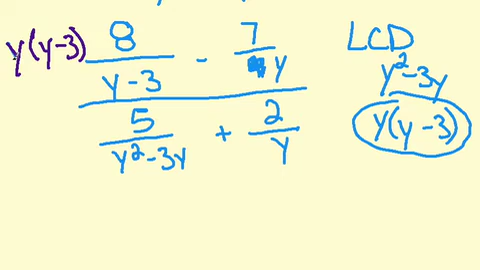 y(y-3) 8/(y-3) - 7/y
5/(y²-3y) + 2/y
LCD
y²-3y
y(y-3)